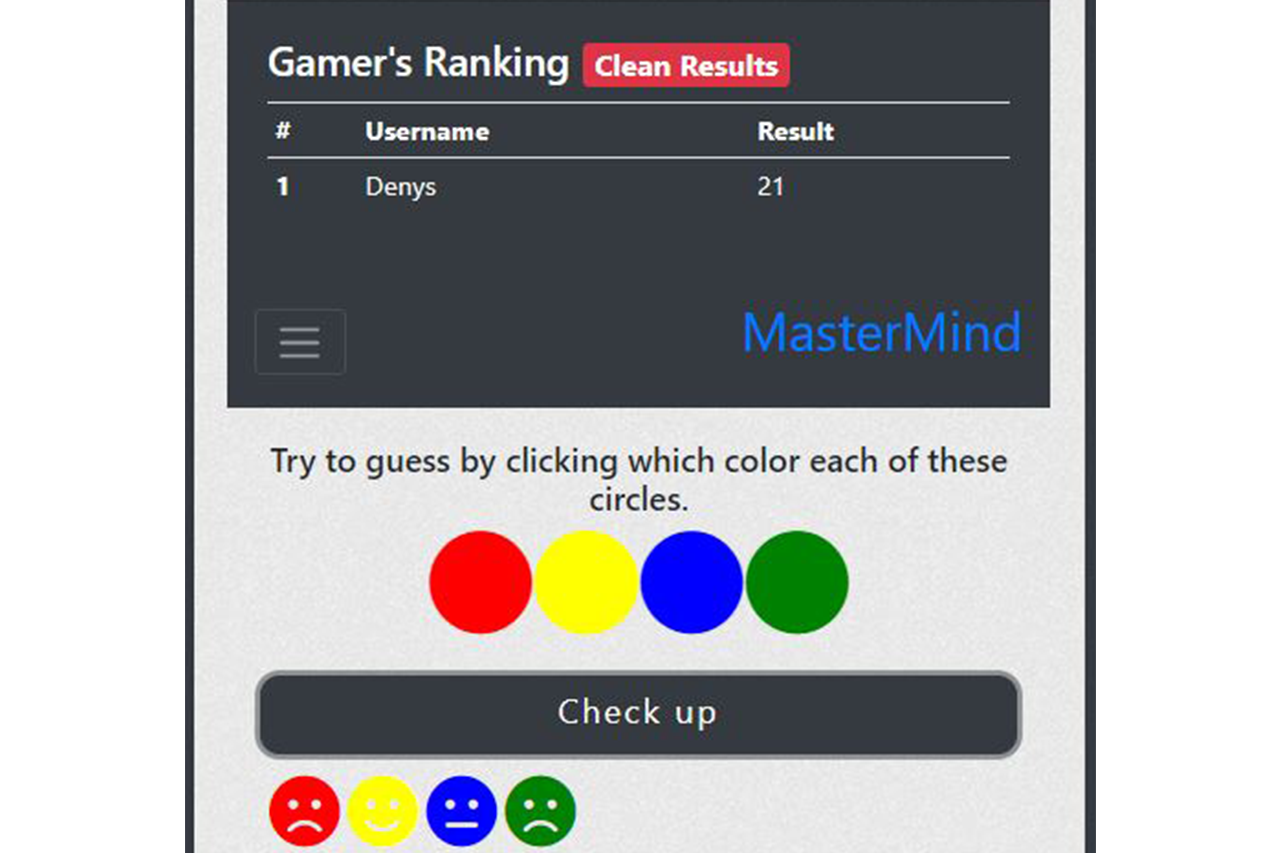 Gamer's Ranking Clean Results
# Username Result
1 Denys 21
MasterMind
Try to guess by clicking which color each of these
circles.
Check up